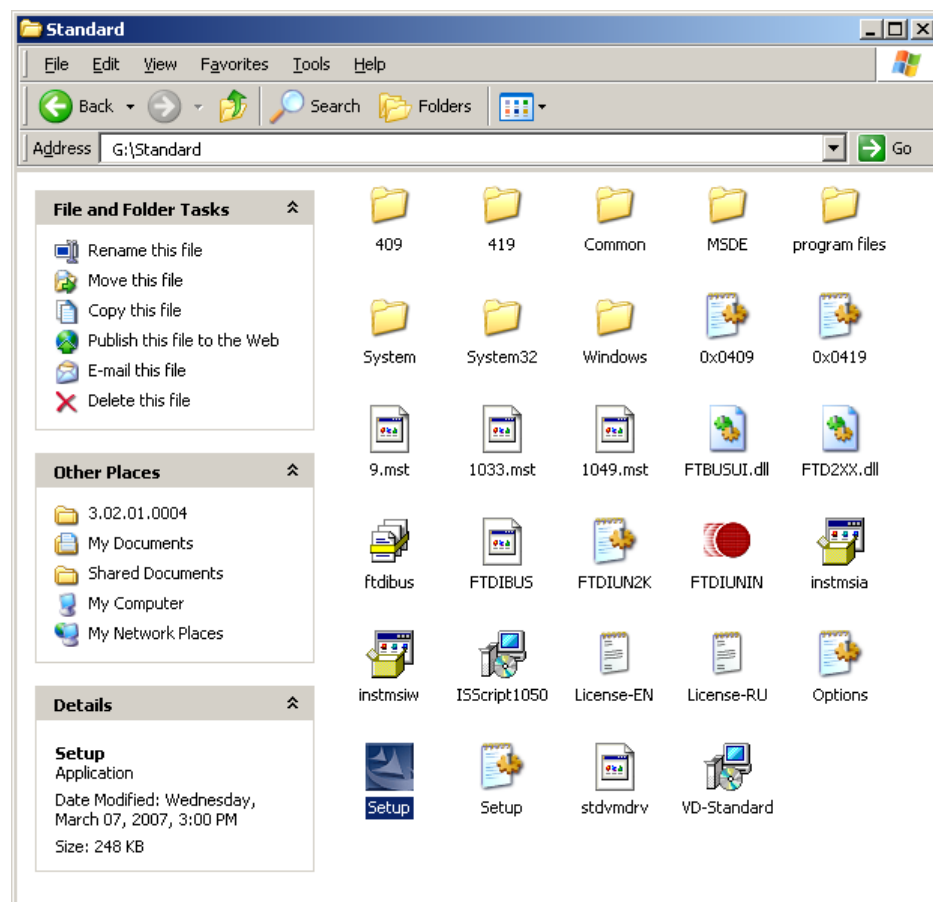 Standard
File Edit View Favorites Tools Help
Back Search Folders
Address G:\Standard Go
File and Folder Tasks
Rename this file
Move this file
Copy this file
Publish this file to the Web
E-mail this file
Delete this file
Other Places
3.02.01.0004
My Documents
Shared Documents
My Computer
My Network Places
Details
Setup
Application
Date Modified: Wednesday,
March 07, 2007, 3:00 PM
Size: 248 KB
409 419 Common MSDE program files
System System32 Windows 0x0409 0x0419
9.mst 1033.mst 1049.mst FTBUSUI.dll FTD2XX.dll
ftdibus FTDIBUS FTDIUN2K FTDIUNIN instmsia
instmsiw ISScript1050 License-EN License-RU Options
Setup Setup stdvmdrv VD-Standard